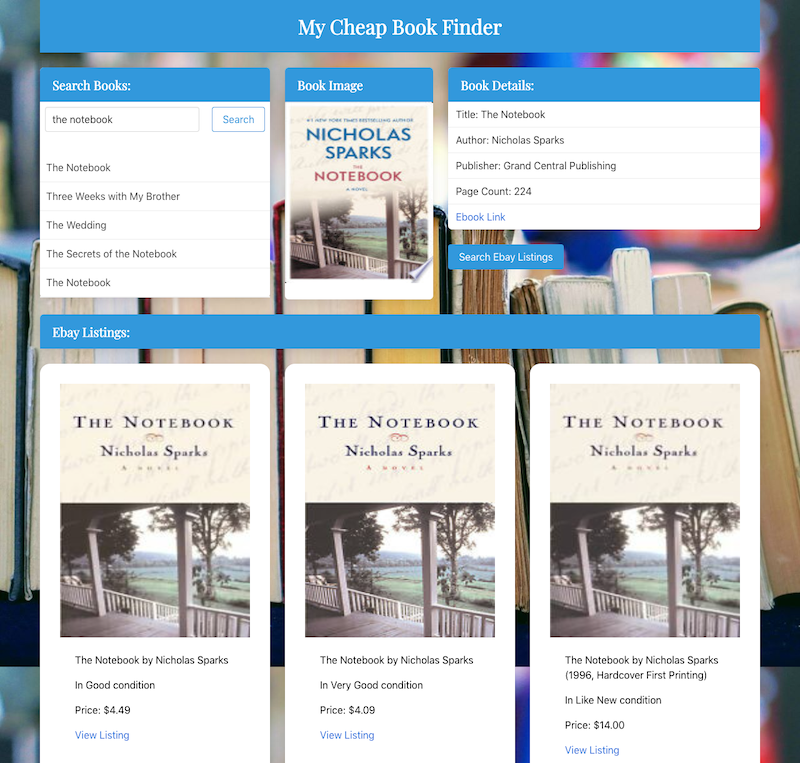 My Cheap Book Finder
Search Books:
the notebook
Search
The Notebook
Three Weeks with My Brother
The Wedding
The Secrets of the Notebook
The Notebook
Book Image
#1 NEW YORK TIMES BESTSELLING AUTHOR
NICHOLAS
SPARKS
THE
NOTEBOOK
A NOVEL
Book Details:
Title: The Notebook
Author: Nicholas Sparks
Publisher: Grand Central Publishing
Page Count: 224
Ebook Link
Search Ebay Listings
Ebay Listings:
THE NOTEBOOK
Nicholas Sparks
A NOVEL
The Notebook by Nicholas Sparks
In Good condition
Price: $4.49
View Listing
THE NOTEBOOK
Nicholas Sparks
A NOVEL
The Notebook by Nicholas Sparks
In Very Good condition
Price: $4.09
View Listing
THE NOTEBOOK
Nicholas Sparks
A NOVEL
The Notebook by Nicholas Sparks
(1996, Hardcover First Printing)
In Like New condition
Price: $14.00
View Listing